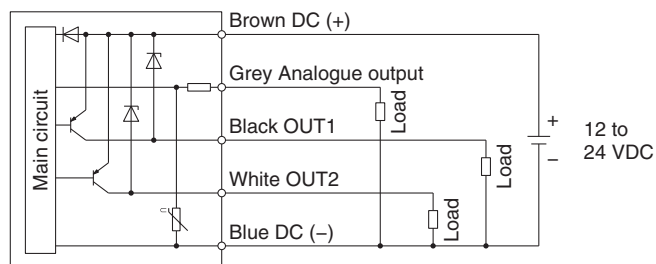 Brown DC (+)
Grey Analogue output
Black OUT1
White OUT2
Blue DC (−)
Main circuit
Load
Load
Load
+
−
12 to
24 VDC